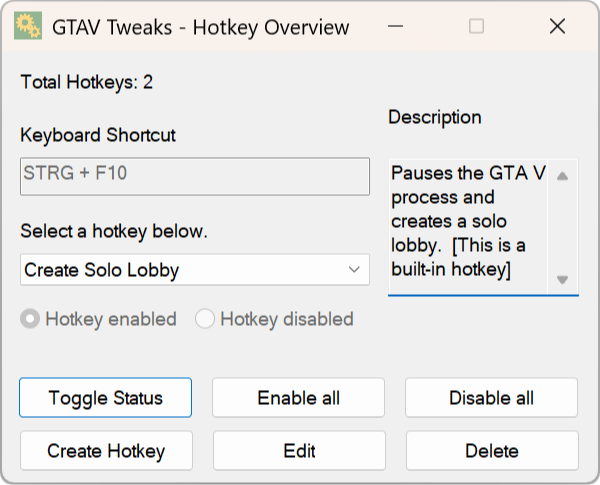 GTAV Tweaks - Hotkey Overview
Total Hotkeys: 2
Keyboard Shortcut
STRG + F10
Select a hotkey below.
Create Solo Lobby
Hotkey enabled
Hotkey disabled
Description
Pauses the GTA V
process and
creates a solo
lobby.  [This is a
built-in hotkey]
Toggle Status
Enable all
Disable all
Create Hotkey
Edit
Delete